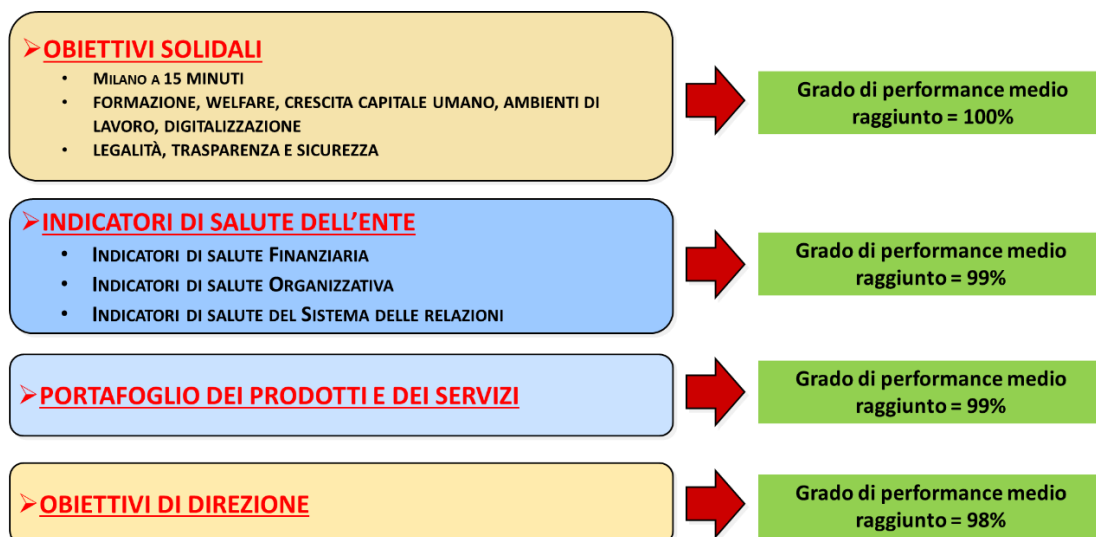 ➢OBIETTIVI SOLIDALI
• MILANO A 15 MINUTI
• FORMAZIONE, WELFARE, CRESCITA CAPITALE UMANO, AMBIENTI DI
LAVORO, DIGITALIZZAZIONE
• LEGALITÀ, TRASPARENZA E SICUREZZA
Grado di performance medio
raggiunto = 100%
➢INDICATORI DI SALUTE DELL’ENTE
• INDICATORI DI SALUTE FINANZIARIA
• INDICATORI DI SALUTE ORGANIZZATIVA
• INDICATORI DI SALUTE DEL SISTEMA DELLE RELAZIONI
Grado di performance medio
raggiunto = 99%
➢PORTAFOGLIO DEI PRODOTTI E DEI SERVIZI
Grado di performance medio
raggiunto = 99%
➢OBIETTIVI DI DIREZIONE
Grado di performance medio
raggiunto = 98%